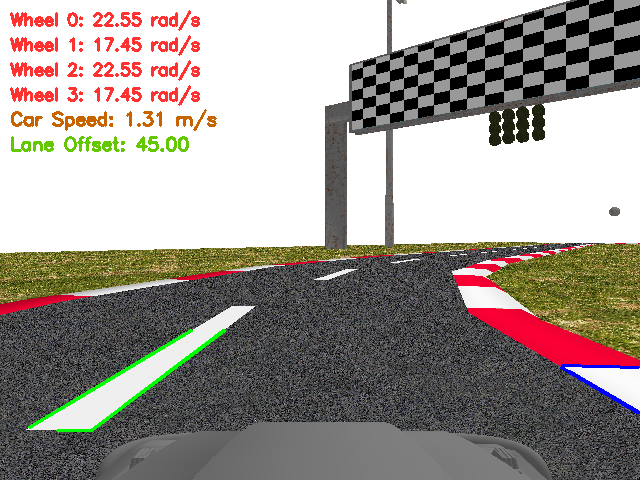 Wheel 0: 22.55 rad/s
Wheel 1: 17.45 rad/s
Wheel 2: 22.55 rad/s
Wheel 3: 17.45 rad/s
Car Speed: 1.31 m/s
Lane Offset: 45.00